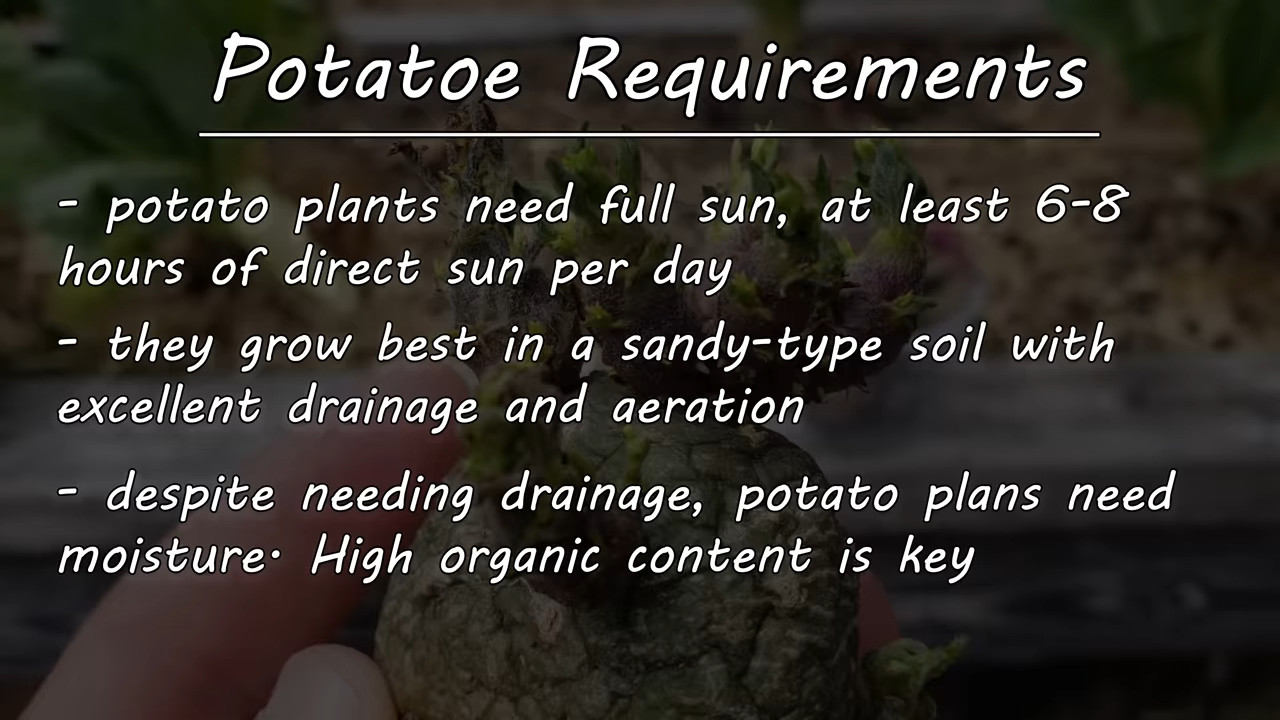 Potatoe Requirements
- potato plants need full sun, at least 6-8
hours of direct sun per day
- they grow best in a sandy-type soil with
excellent drainage and aeration
- despite needing drainage, potato plans need
moisture. High organic content is key